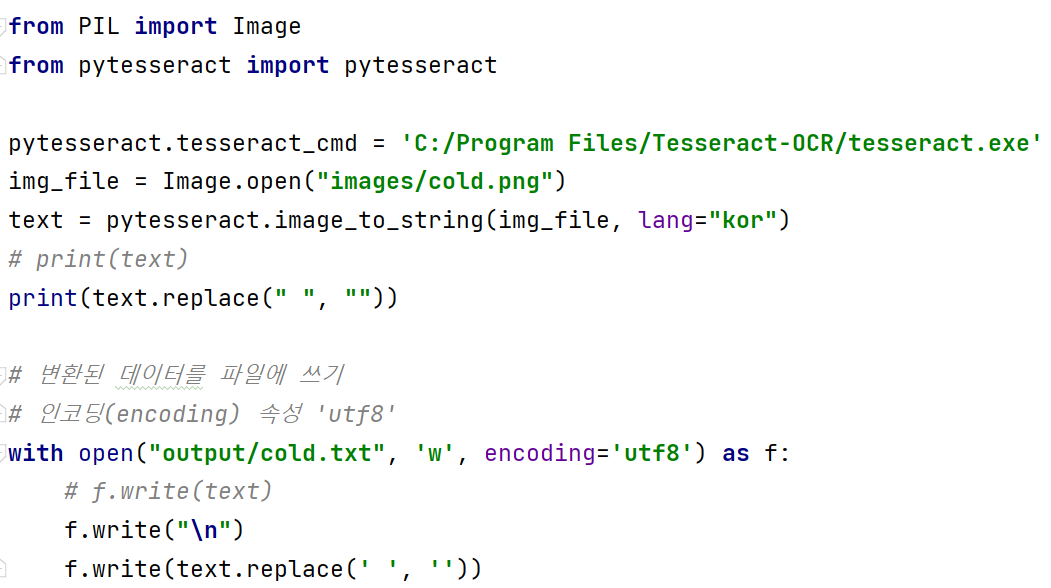 from PIL import Image
from pytesseract import pytesseract
pytesseract.tesseract_cmd = 'C:/Program Files/Tesseract-OCR/tesseract.exe'
img_file = Image.open("images/cold.png")
text = pytesseract.image_to_string(img_file, lang="kor")
# print(text)
print(text.replace(" ", ""))
# 변환된 데이터를 파일에 쓰기
# 인코딩(encoding) 속성 'utf8'
with open("output/cold.txt", 'w', encoding='utf8') as f:
    # f.write(text)
    f.write("\n")
    f.write(text.replace(' ', ''))